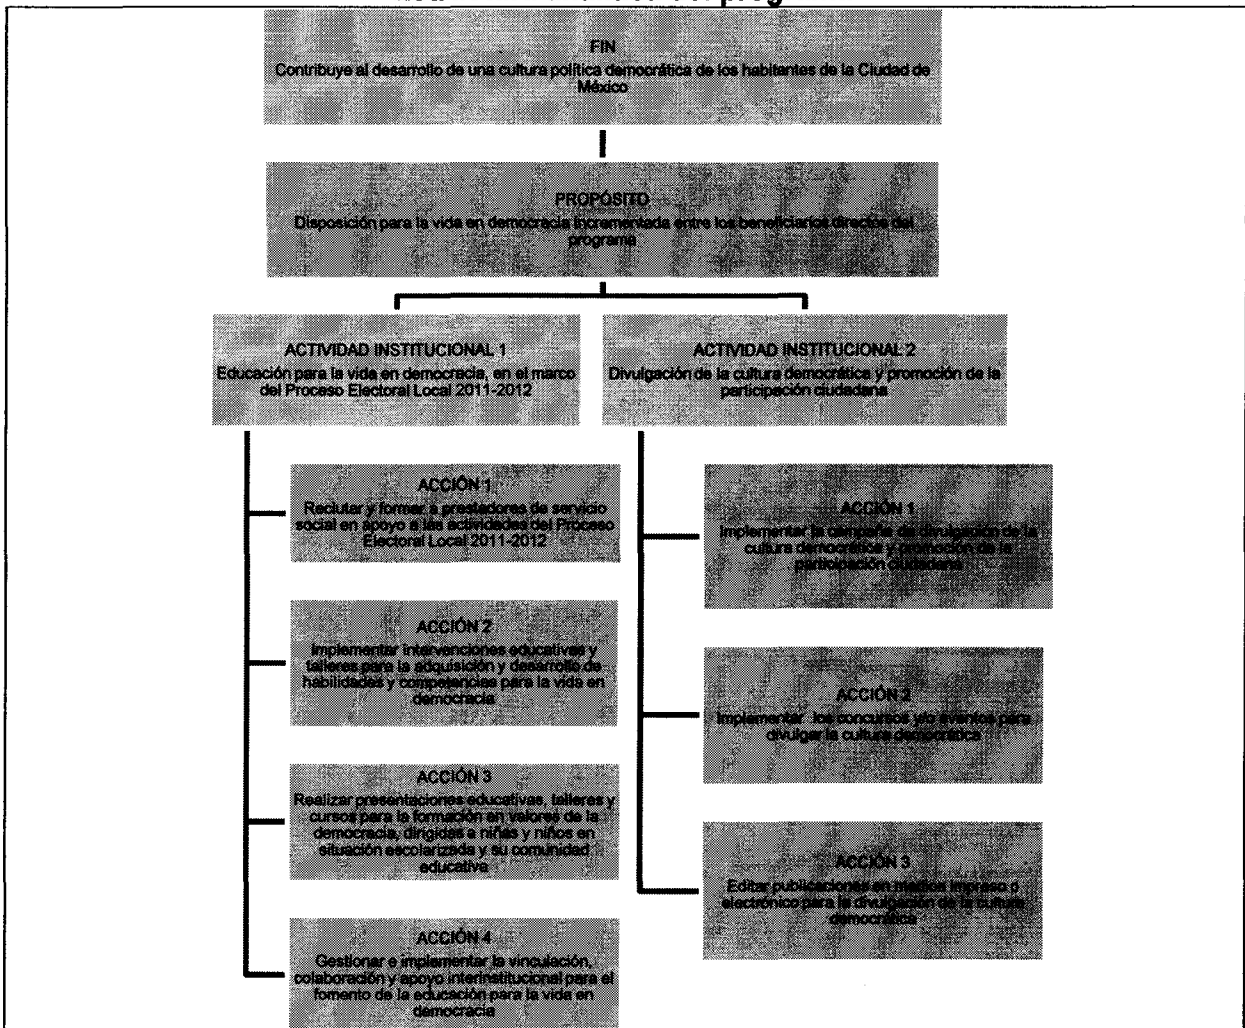 FIN
Contribuye al desarrollo de una cultura política democrática de los habitantes de la Ciudad de
México
PROPÓSITO
Disposición para la vida en democracia incrementada entre los beneficiarios directos del
programa
ACTIVIDAD INSTITUCIONAL 1
Educación para la vida en democracia, en el marco
del Proceso Electoral Local 2011-2012
ACTIVIDAD INSTITUCIONAL 2
Divulgación de la cultura democrática y promoción de la
participación ciudadana
ACCIÓN 1
Reclutar y formar a prestadores de servicio
social en apoyo a las actividades del Proceso
Electoral Local 2011-2012
ACCIÓN 2
Implementar intervenciones educativas y
talleres para la adquisición y desarrollo de
habilidades y competencias para la vida en
democracia
ACCIÓN 3
Realizar presentaciones educativas, talleres y
cursos para la formación en valores de la
democracia, dirigidas a niñas y niños en
situación escolarizada y su comunidad
educativa
ACCIÓN 4
Gestionar e implementar la vinculación,
colaboración y apoyo interinstitucional para el
fomento de la educación para la vida en
democracia
ACCIÓN 1
Implementar la campaña de divulgación de la
cultura democrática y promoción de la
participación ciudadana
ACCIÓN 2
Implementar los concursos y/o eventos para
divulgar la cultura democrática
ACCIÓN 3
Editar publicaciones en medios impreso o
electrónico para la divulgación de la cultura
democrática